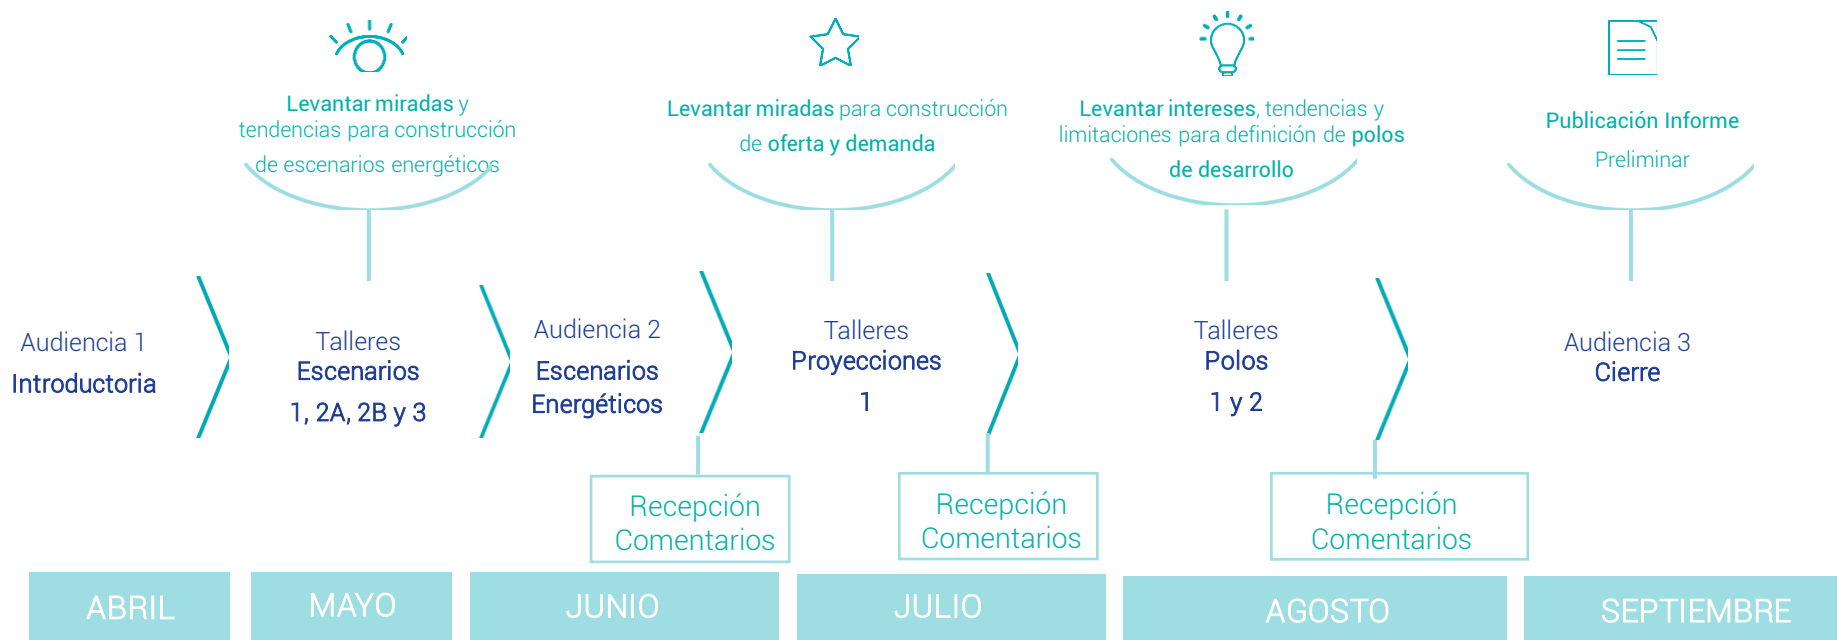 Levantar miradas y
tendencias para construcción
de escenarios energéticos
Levantar miradas para construcción
de oferta y demanda
Levantar intereses, tendencias y
limitaciones para definición de polos
de desarrollo
Publicación Informe
Preliminar
Audiencia 1
Introductoria
Talleres
Escenarios
1, 2A, 2B y 3
Audiencia 2
Escenarios
Energéticos
Talleres
Proyecciones
1
Talleres
Polos
1 y 2
Audiencia 3
Cierre
Recepción
Comentarios
Recepción
Comentarios
Recepción
Comentarios
ABRIL
MAYO
JUNIO
JULIO
AGOSTO
SEPTIEMBRE